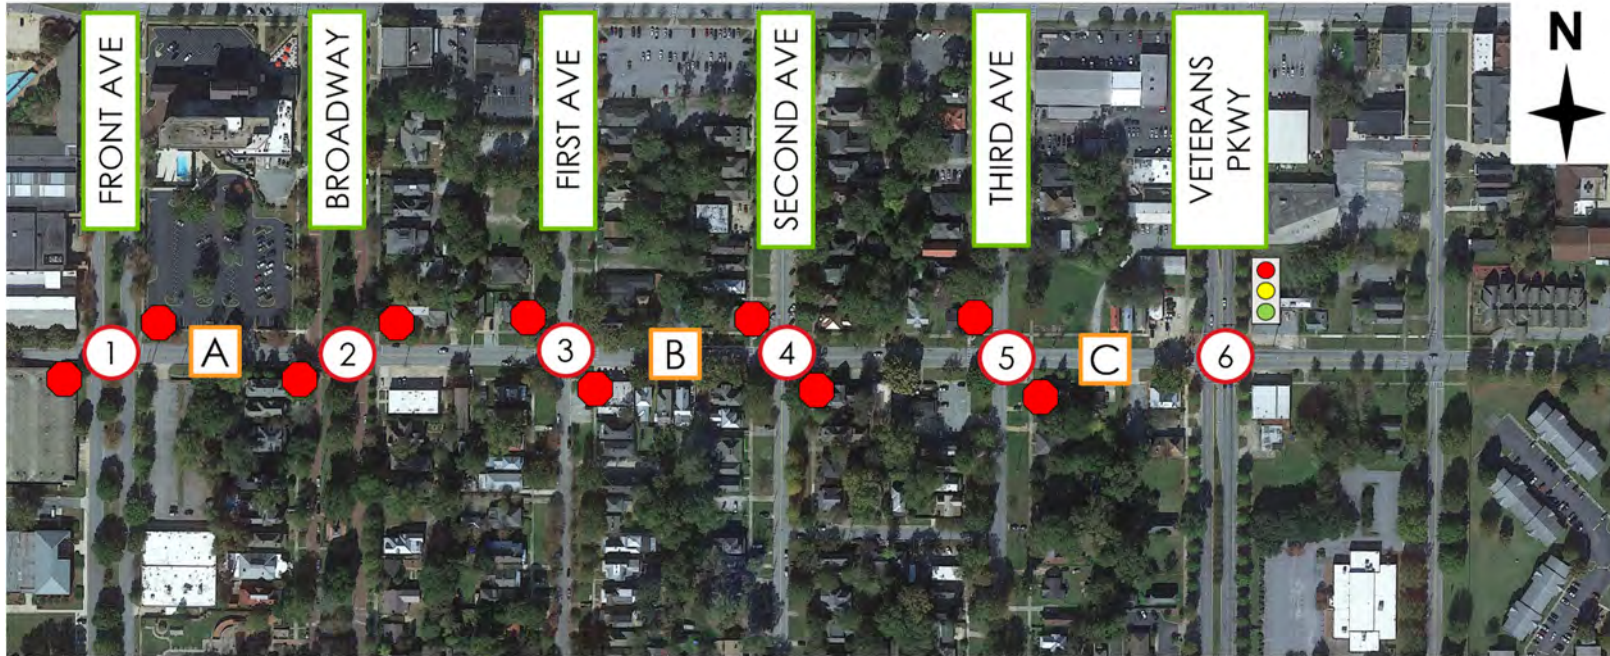 FRONT AVE
BROADWAY
FIRST AVE
SECOND AVE
THIRD AVE
VETERANS
PKWY
N
1
A
2
3
B
4
5
C
6